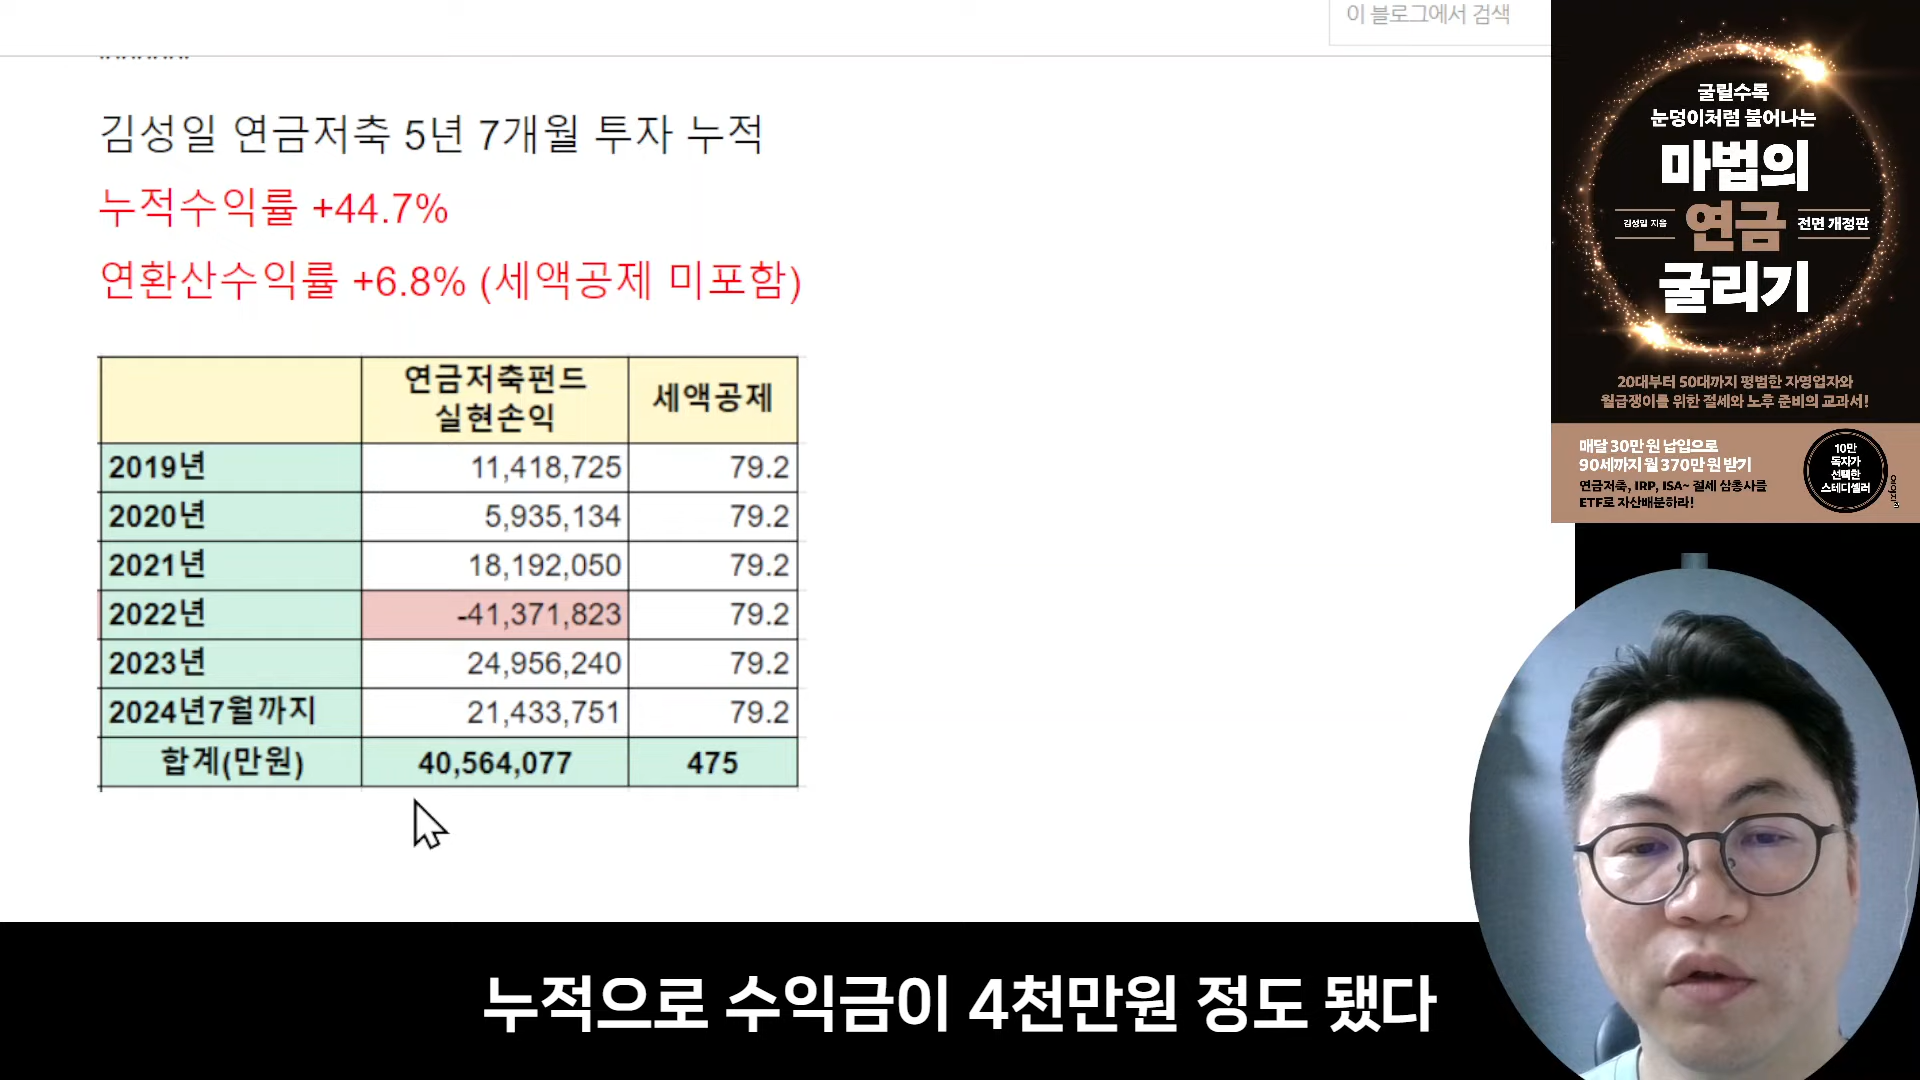 이 블로그에서 검색
김성일 연금저축 5년 7개월 투자 누적
누적수익률 +44.7%
연환산수익률 +6.8% (세액공제 미포함)
연금저축펀드 실현손익 세액공제
2019년 11,418,725 79.2
2020년 5,935,134 79.2
2021년 18,192,050 79.2
2022년 -41,371,823 79.2
2023년 24,956,240 79.2
2024년7월까지 21,433,751 79.2
합계(만원) 40,564,077 475
굴릴수록
눈덩이처럼 불어나는
마법의
김성일 지음 연금 전면 개정판
굴리기
20대부터 50대까지 평범한 자영업자와
월급쟁이를 위한 절세와 노후 준비의 교과서!
매달 30만 원 납입으로
90세까지 월 370만 원 받기
연금저축, IRP, ISA~ 절세 삼총사를
ETF로 자산배분하라!
10만
독자가
선택한
스테디셀러
누적으로 수익금이 4천만원 정도 됐다